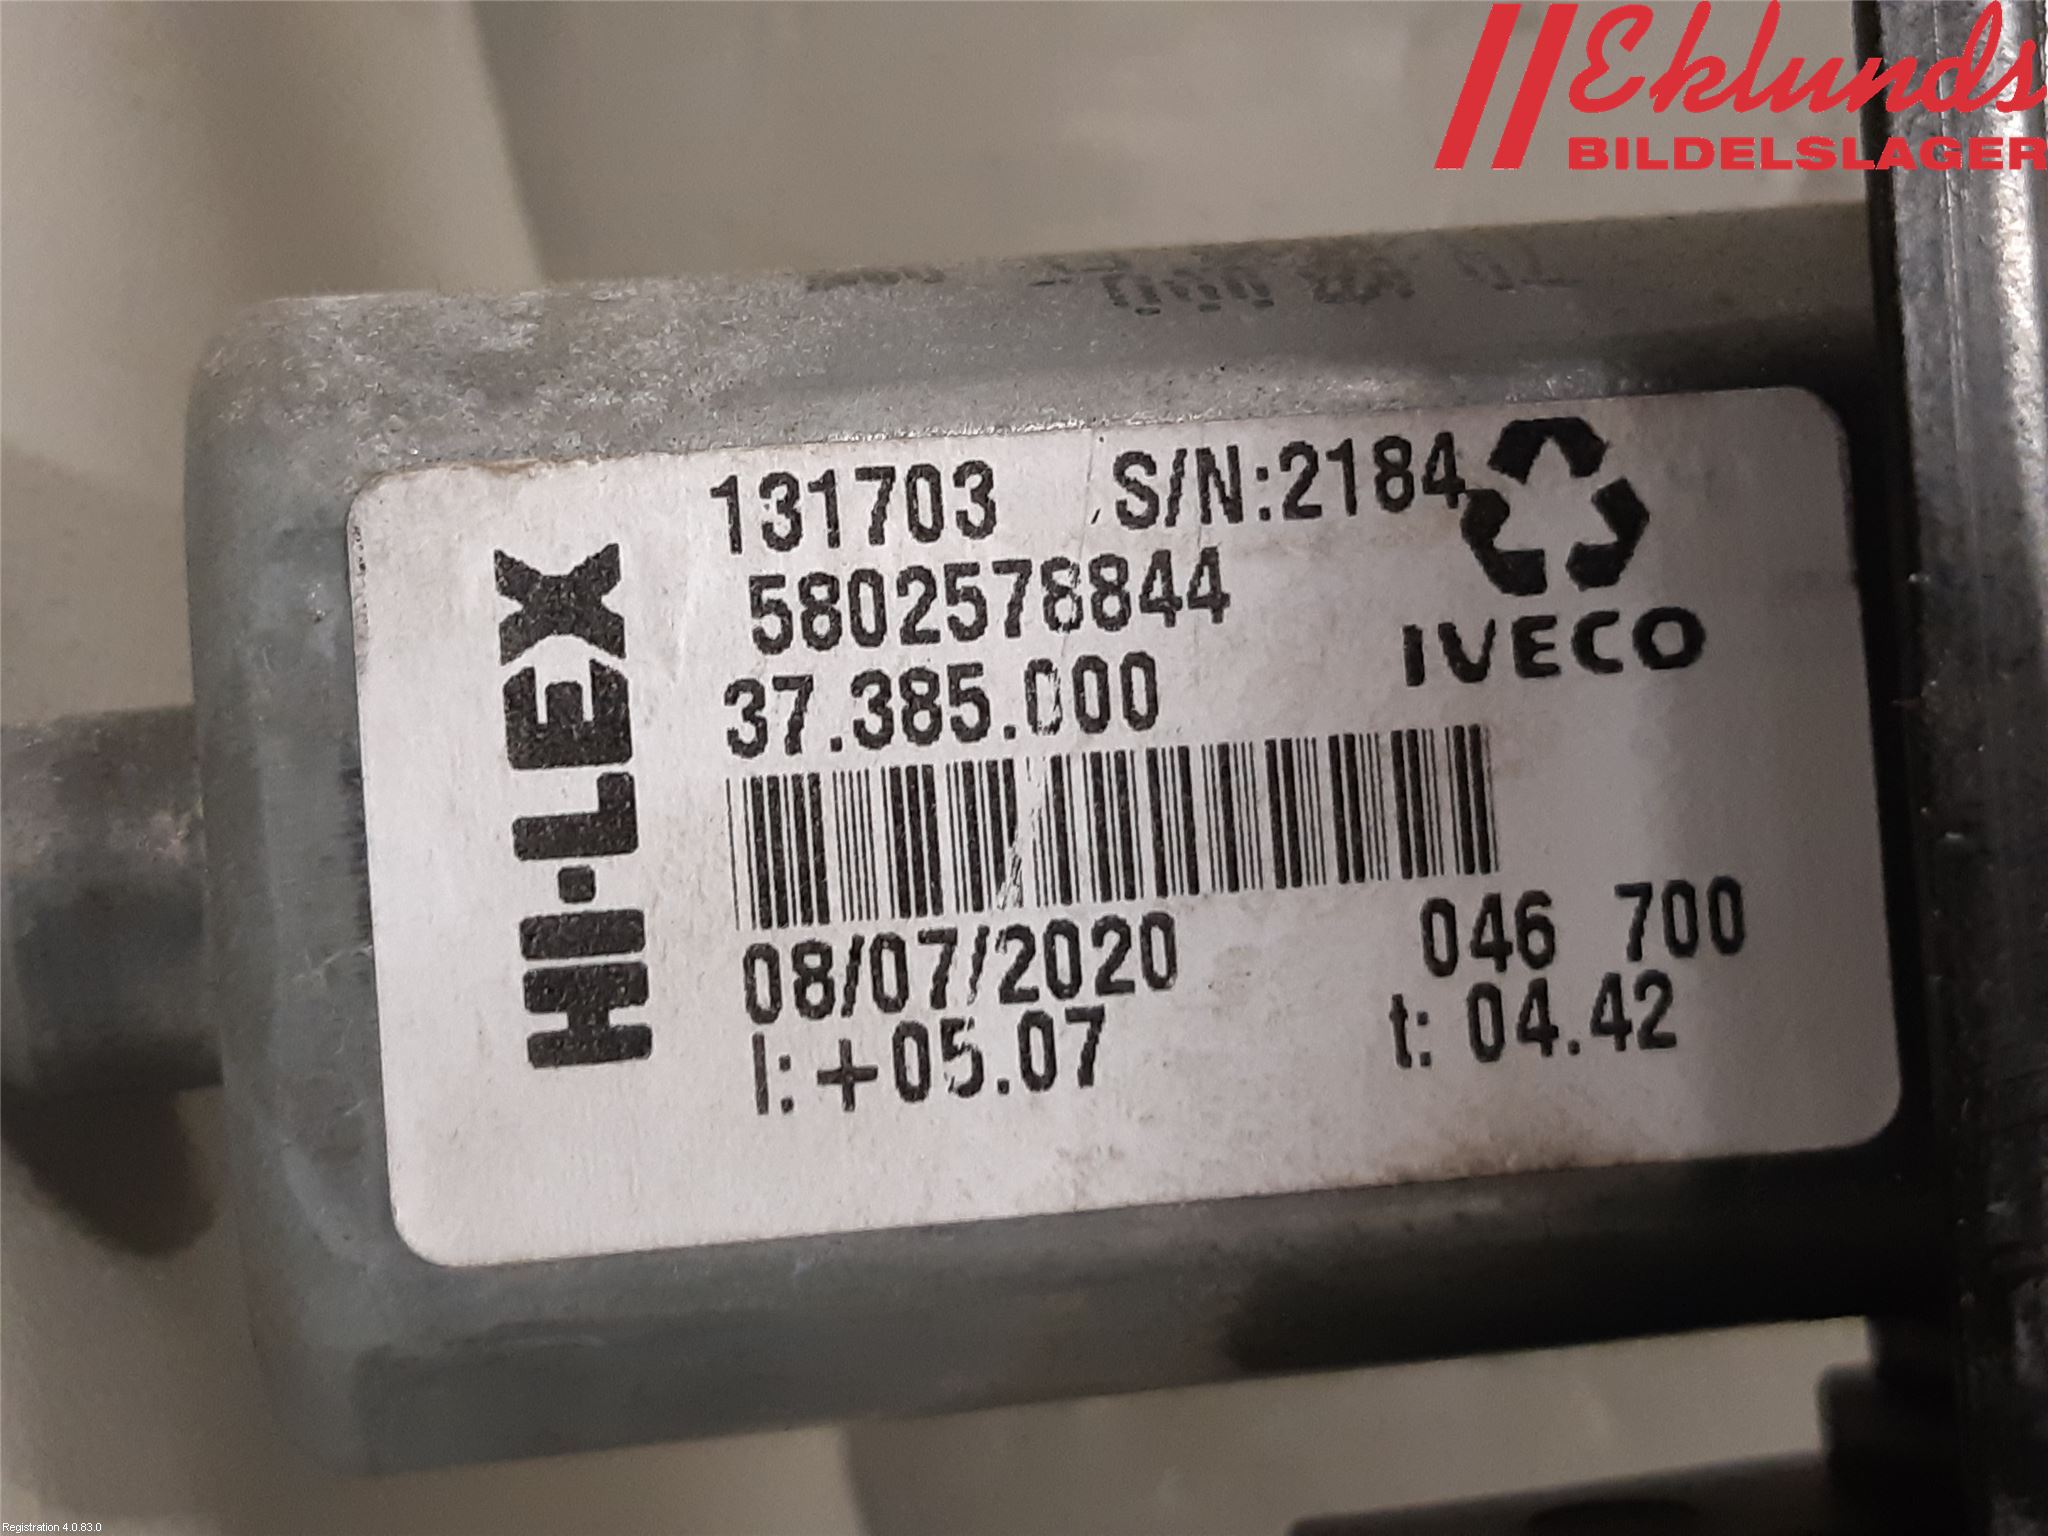 Eklunds
BILDELSLAGER
131703 S/N:2184
5802578844
37.385.000
IVECO
HI-LEX
08/07/2020 046 700
I:+05.07 t: 04.42
Registration 4.0.83.0